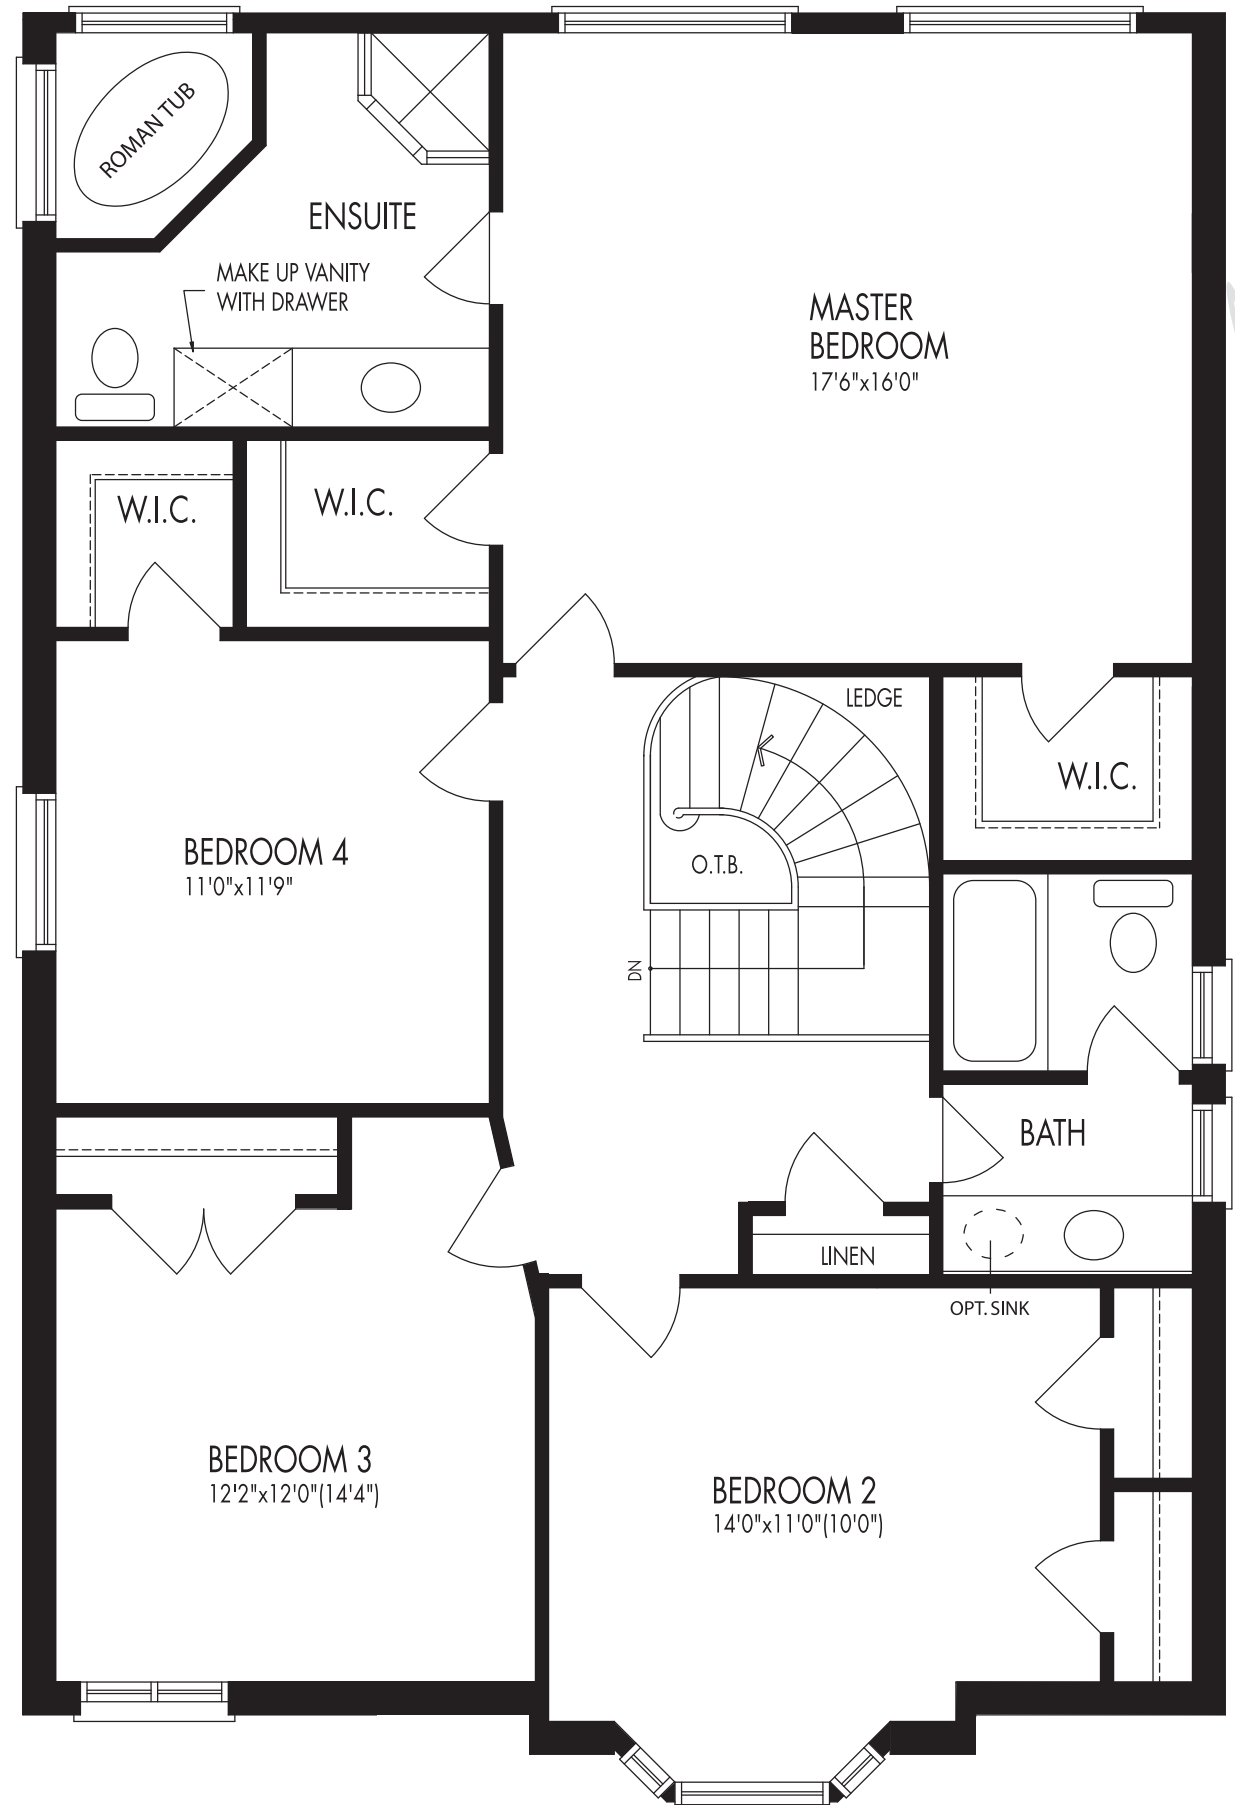 ROMAN TUB
ENSUITE
MAKE UP VANITY
WITH DRAWER
MASTER
BEDROOM
17'6"x16'0"
W.I.C.
W.I.C.
LEDGE
W.I.C.
BEDROOM 4
11'0"x11'9"
O.T.B.
DN
BATH
LINEN
OPT. SINK
BEDROOM 3
12'2"x12'0"(14'4")
BEDROOM 2
14'0"x11'0"(10'0")